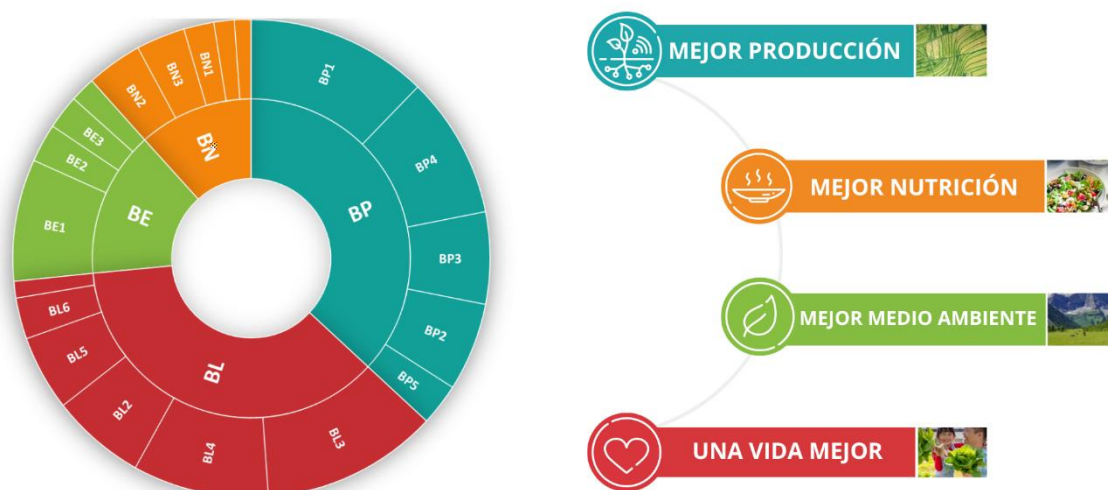 BP
BP1
BP4
BP3
BP2
BP5
BL
BL3
BL4
BL2
BL5
BL6
BE
BE1
BE2
BE3
BN
BN2
BN3
BN1
MEJOR PRODUCCIÓN
MEJOR NUTRICIÓN
MEJOR MEDIO AMBIENTE
UNA VIDA MEJOR